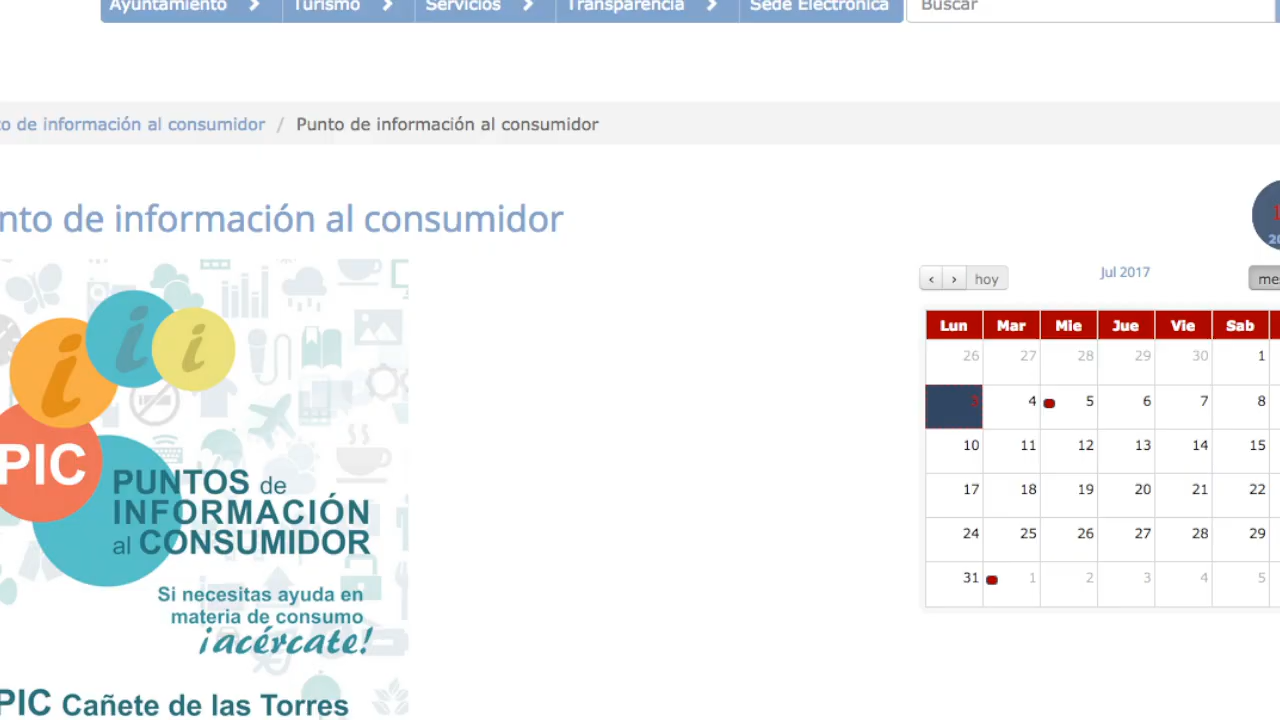 Ayuntamiento
Turismo
Servicios
Transparencia
Sede Electrónica
Buscar
de información al consumidor / Punto de información al consumidor
nto de información al consumidor
i i i
PIC
PUNTOS de
INFORMACIÓN
al CONSUMIDOR
Si necesitas ayuda en
materia de consumo
¡acércate!
PIC Cañete de las Torres
‹ › hoy
Jul 2017
Lun Mar Mie Jue Vie Sab
26 27 28 29 30 1
3 4 5 6 7 8
10 11 12 13 14 15
17 18 19 20 21 22
24 25 26 27 28 29
31 1 2 3 4 5